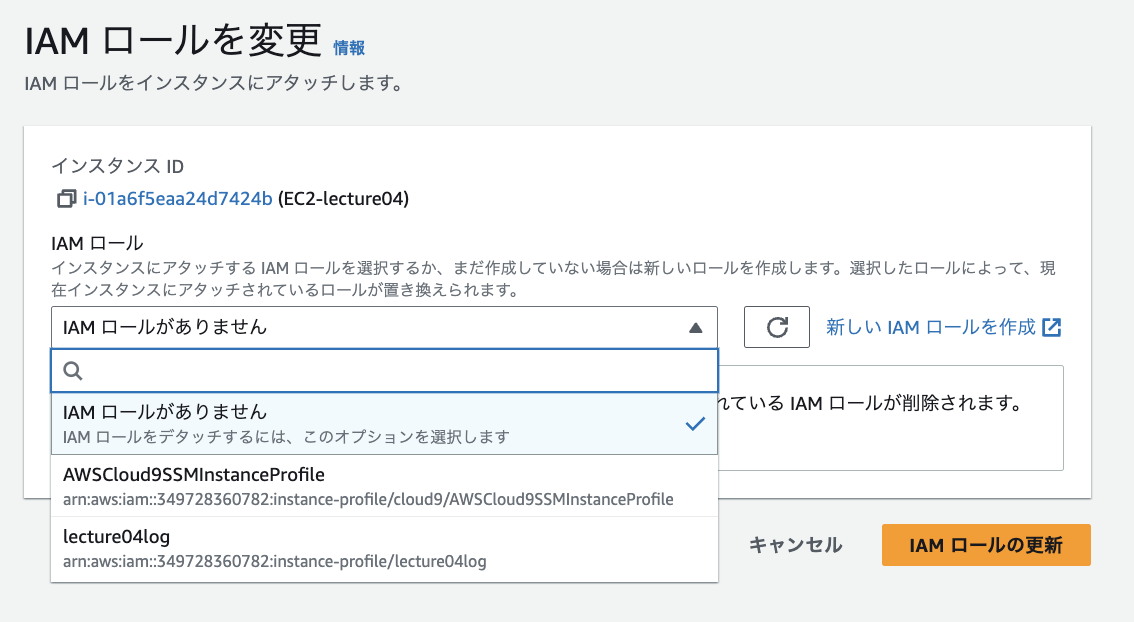 IAM ロールを変更 情報
IAM ロールをインスタンスにアタッチします。
インスタンス ID
i-01a6f5eaa24d7424b (EC2-lecture04)
IAM ロール
インスタンスにアタッチする IAM ロールを選択するか、まだ作成していない場合は新しいロールを作成します。選択したロールによって、現
在インスタンスにアタッチされているロールが置き換えられます。
IAM ロールがありません
新しい IAM ロールを作成
れている IAM ロールが削除されます。
IAM ロールがありません
IAM ロールをデタッチするには、このオプションを選択します
AWSCloud9SSMInstanceProfile
arn:aws:iam::349728360782:instance-profile/cloud9/AWSCloud9SSMInstanceProfile
lecture04log
arn:aws:iam::349728360782:instance-profile/lecture04log
キャンセル
IAM ロールの更新